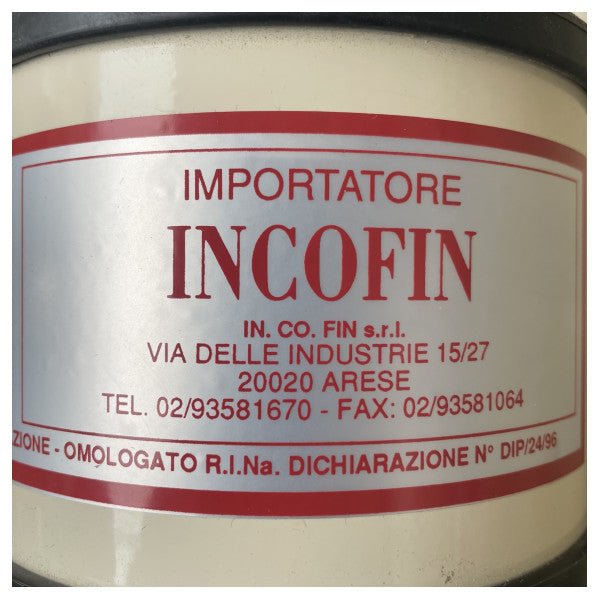 IMPORTATORE
INCOFIN
IN. CO. FIN s.r.l.
VIA DELLE INDUSTRIE 15/27
20020 ARESE
TEL. 02/93581670 - FAX: 02/93581064
ZIONE - OMOLOGATO R.I.Na. DICHIARAZIONE N° DIP/24/96